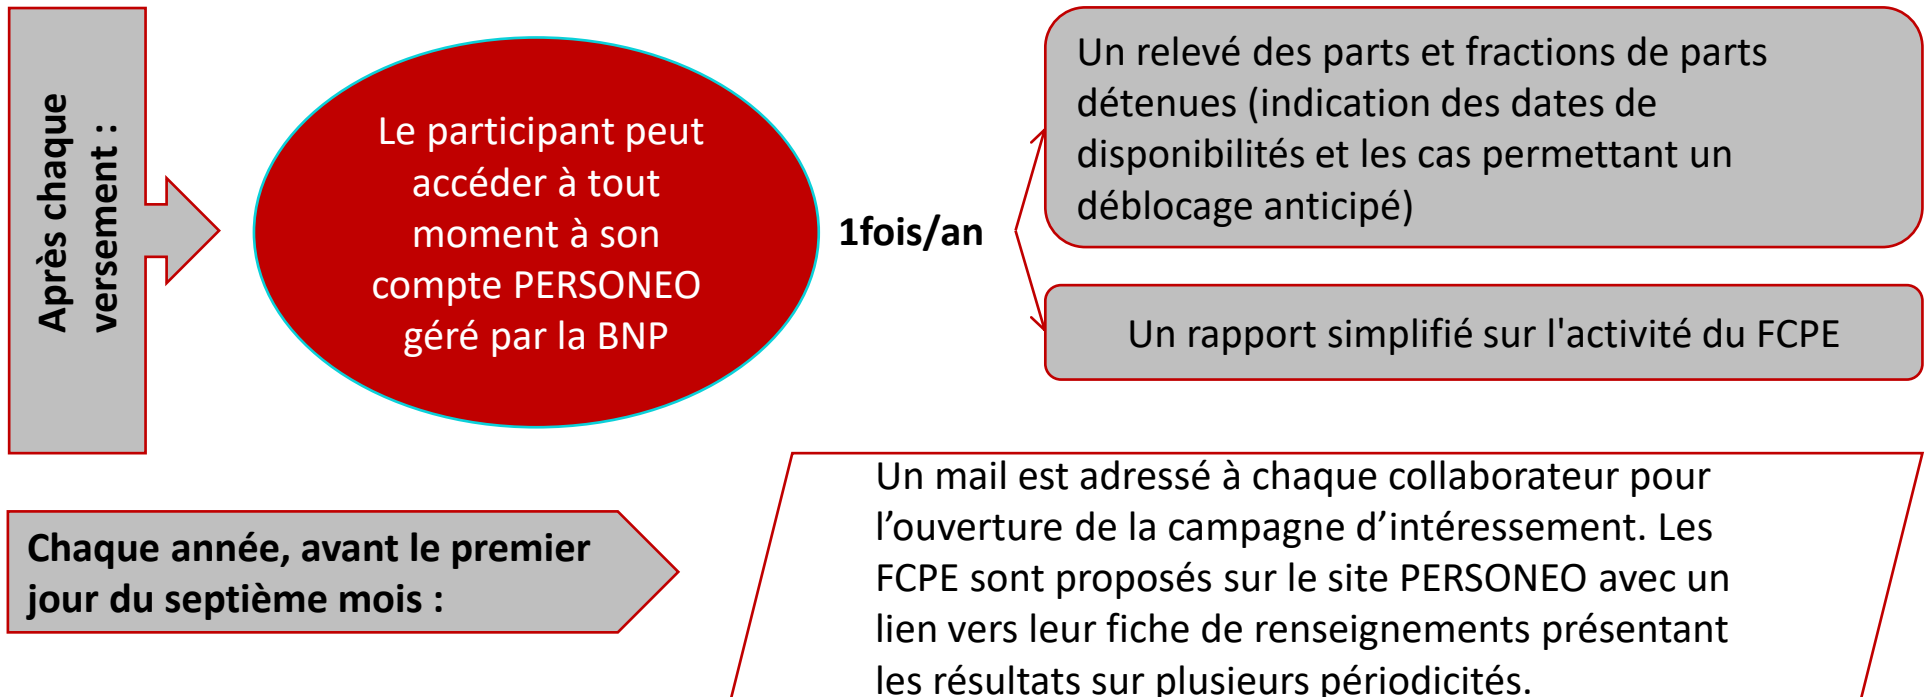 Après chaque
versement :
Le participant peut
accéder à tout
moment à son
compte PERSONEO
géré par la BNP
1fois/an
Un relevé des parts et fractions de parts
détenues (indication des dates de
disponibilités et les cas permettant un
déblocage anticipé)
Un rapport simplifié sur l'activité du FCPE
Chaque année, avant le premier
jour du septième mois :
Un mail est adressé à chaque collaborateur pour
l’ouverture de la campagne d’intéressement. Les
FCPE sont proposés sur le site PERSONEO avec un
lien vers leur fiche de renseignements présentant
les résultats sur plusieurs périodicités.